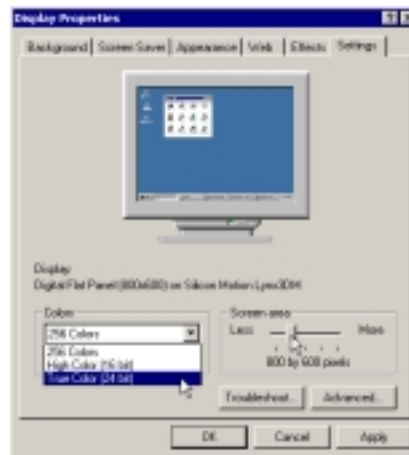 Display Properties
Background Screen Saver Appearance Web Effects Settings
Display:
Digital Flat Panel (800x600) on Silicon Motion Lynx3DM
Colors
256 Colors
256 Colors
High Color (16 bit)
True Color (24 bit)
Screen area
Less More
800 by 600 pixels
Troubleshoot... Advanced...
OK Cancel Apply